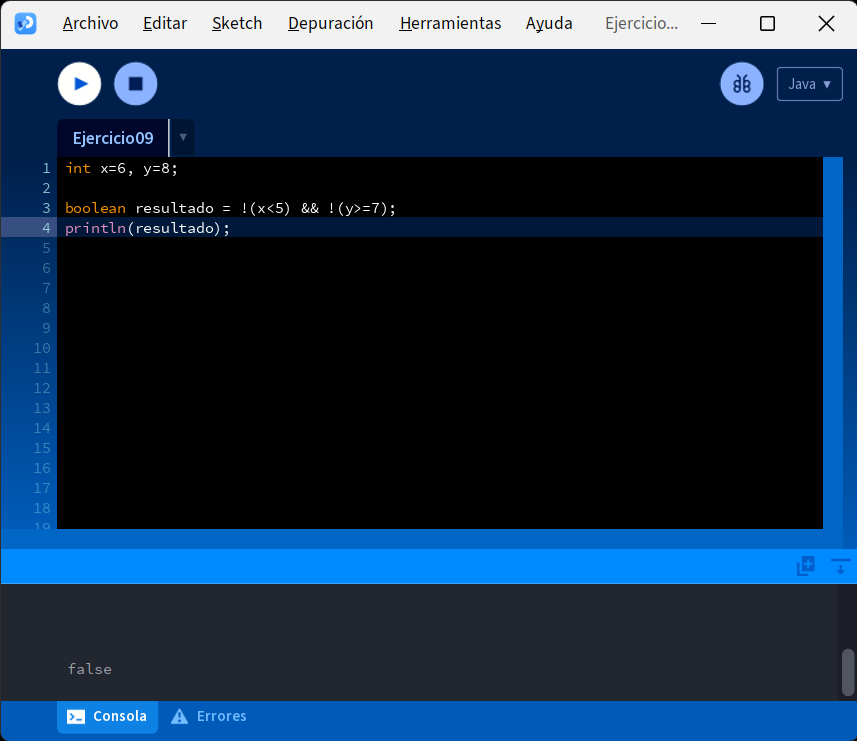 Archivo Editar Sketch Depuración Herramientas Ayuda Ejercicio...
Java ▾
Ejercicio09 ▾
1 int x=6, y=8;
2
3 boolean resultado = !(x<5) && !(y>=7);
4 println(resultado);
5
6
7
8
9
10
11
12
13
14
15
16
17
18
19
false
Consola Errores